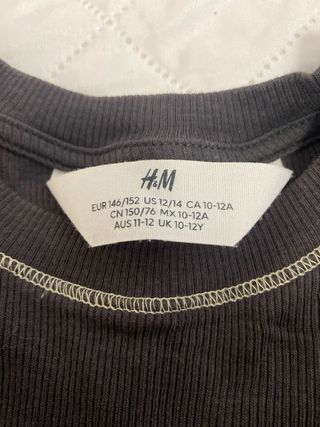 H&M
EUR 146/152 US 12/14 CA 10-12A
CN 150/76 MX 10-12A
AUS 11-12 UK 10-12Y